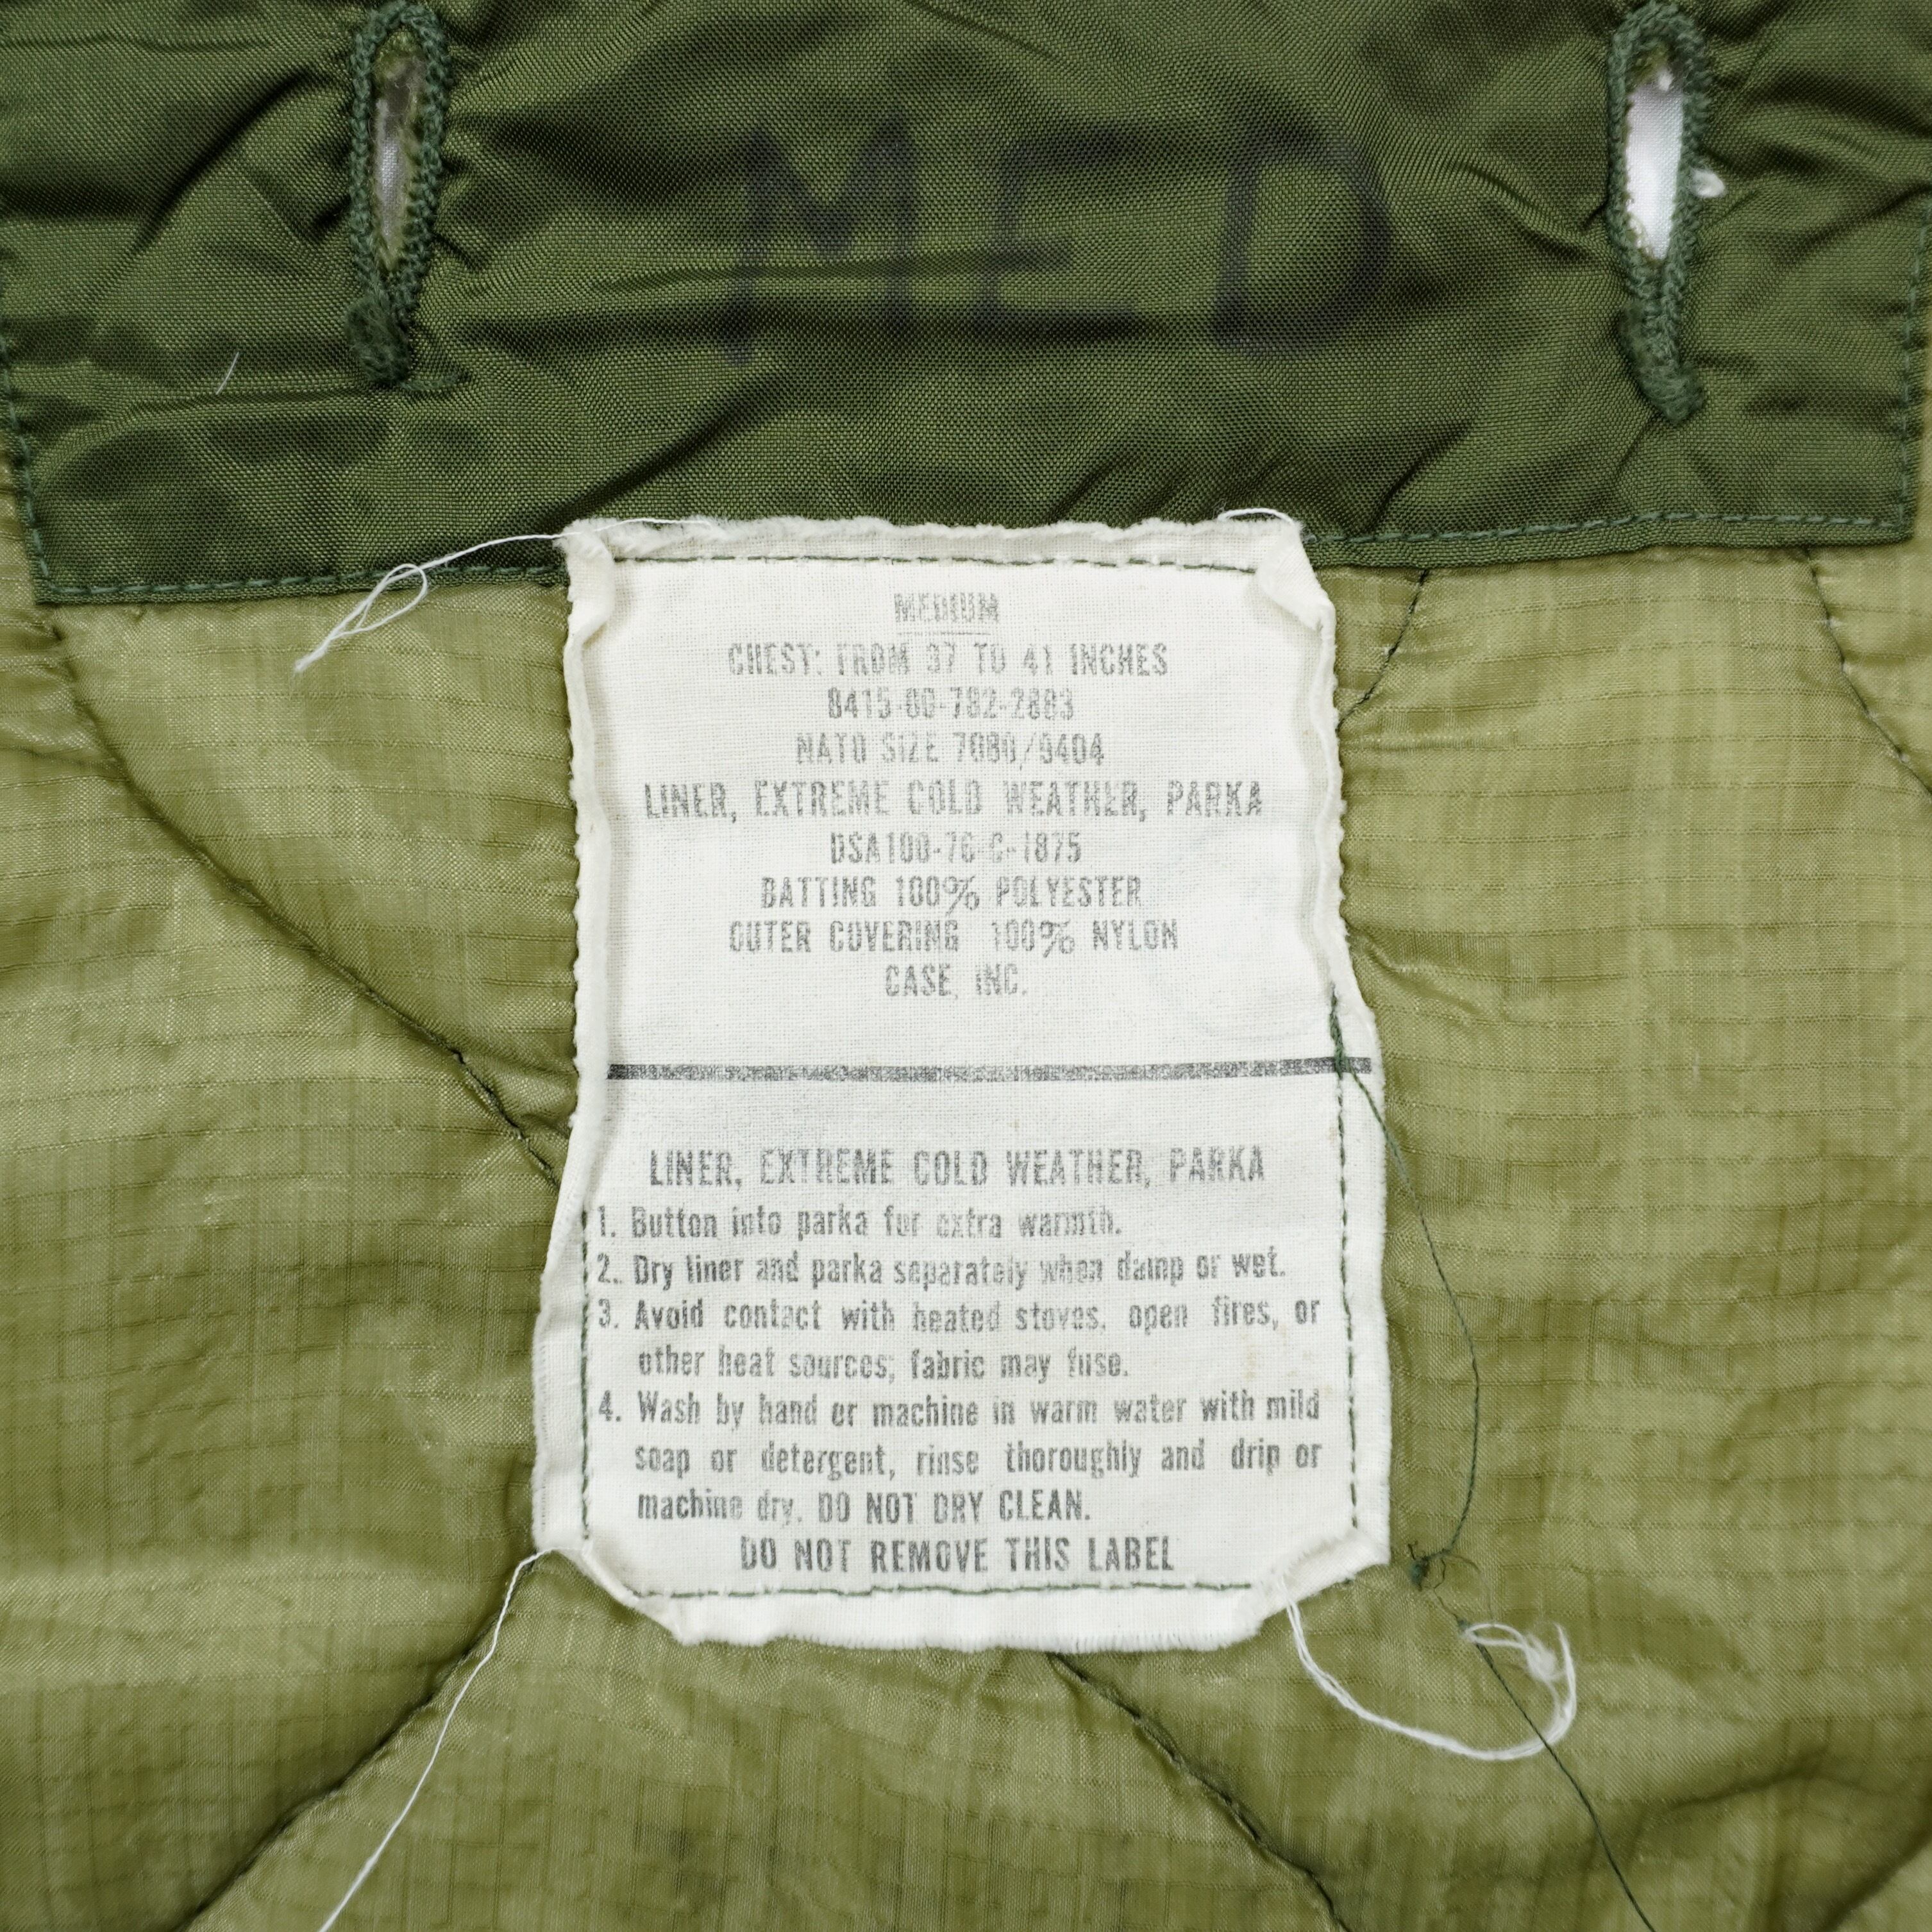 MED
MEDIUM
CHEST: FROM 37 TO 41 INCHES
8415-00-782-2883
NATO SIZE 7080/9404
LINER, EXTREME COLD WEATHER, PARKA
DSA100-76-C-1875
BATTING 100% POLYESTER
OUTER COVERING 100% NYLON
CASE, INC.
LINER, EXTREME COLD WEATHER, PARKA
1. Button into parka for extra warmth.
2. Dry liner and parka separately when damp or wet.
3. Avoid contact with heated stoves, open fires, or
other heat sources; fabric may fuse.
4. Wash by hand or machine in warm water with mild
soap or detergent, rinse thoroughly and drip or
machine dry. DO NOT DRY CLEAN.
DO NOT REMOVE THIS LABEL